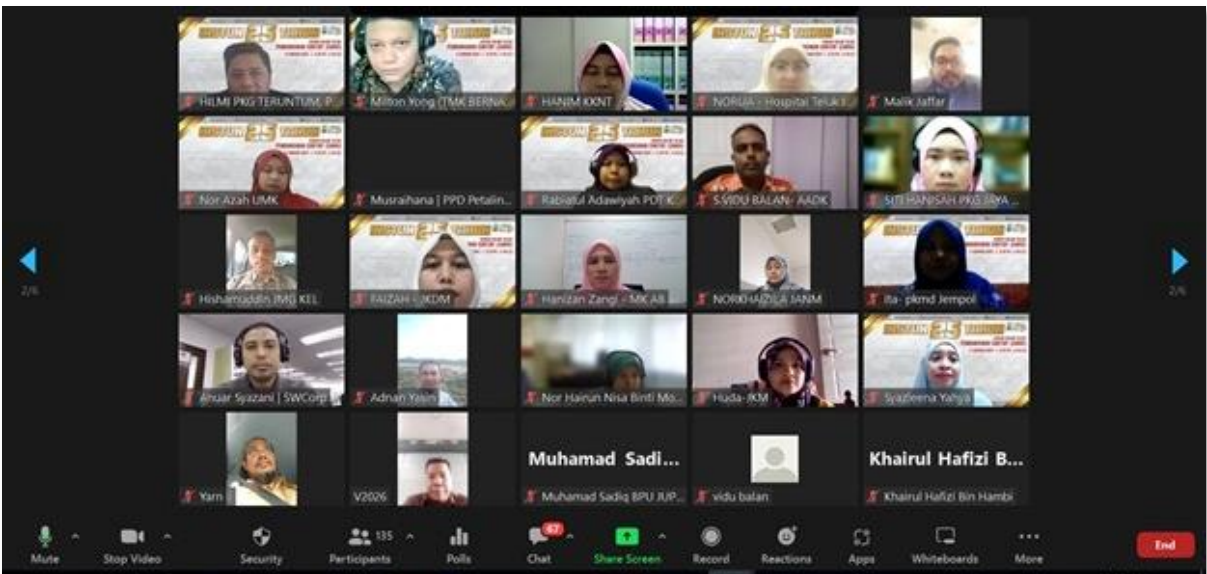 HILMI PKG TERUNTUM, P...
Milton Yong (TMK BERNA...
HANIM KKNT
NORLIA - Hospital Teluk I...
Malik Jaffar
Nor Azah UMK
Musraihana | PPD Petalin...
Rabiatul Adawiyah PDT K...
S.VIDU BALAN- AADK
SITI HANISAH PKG JAYA ...
Hishamuddin JMG KEL
FAIZAH - JKDM
Hanizan Zangi - MK AB
NORKHAIZILA JANM
ita- pkmd Jempol
2/6
2/6
Anuar Syazani | SWCorp
Adnan Yasin
Nor Hairun Nisa Binti Mo...
Huda-JKM
Syazleena Yahya
Muhamad Sadi...
Khairul Hafizi B...
Yam
V2026
Muhamad Sadiq BPU JUP...
vidu balan
Khairul Hafizi Bin Hambi
Mute
Stop Video
Security
135
Participants
Polls
67
Chat
Share Screen
Record
Reactions
Apps
Whiteboards
More
End